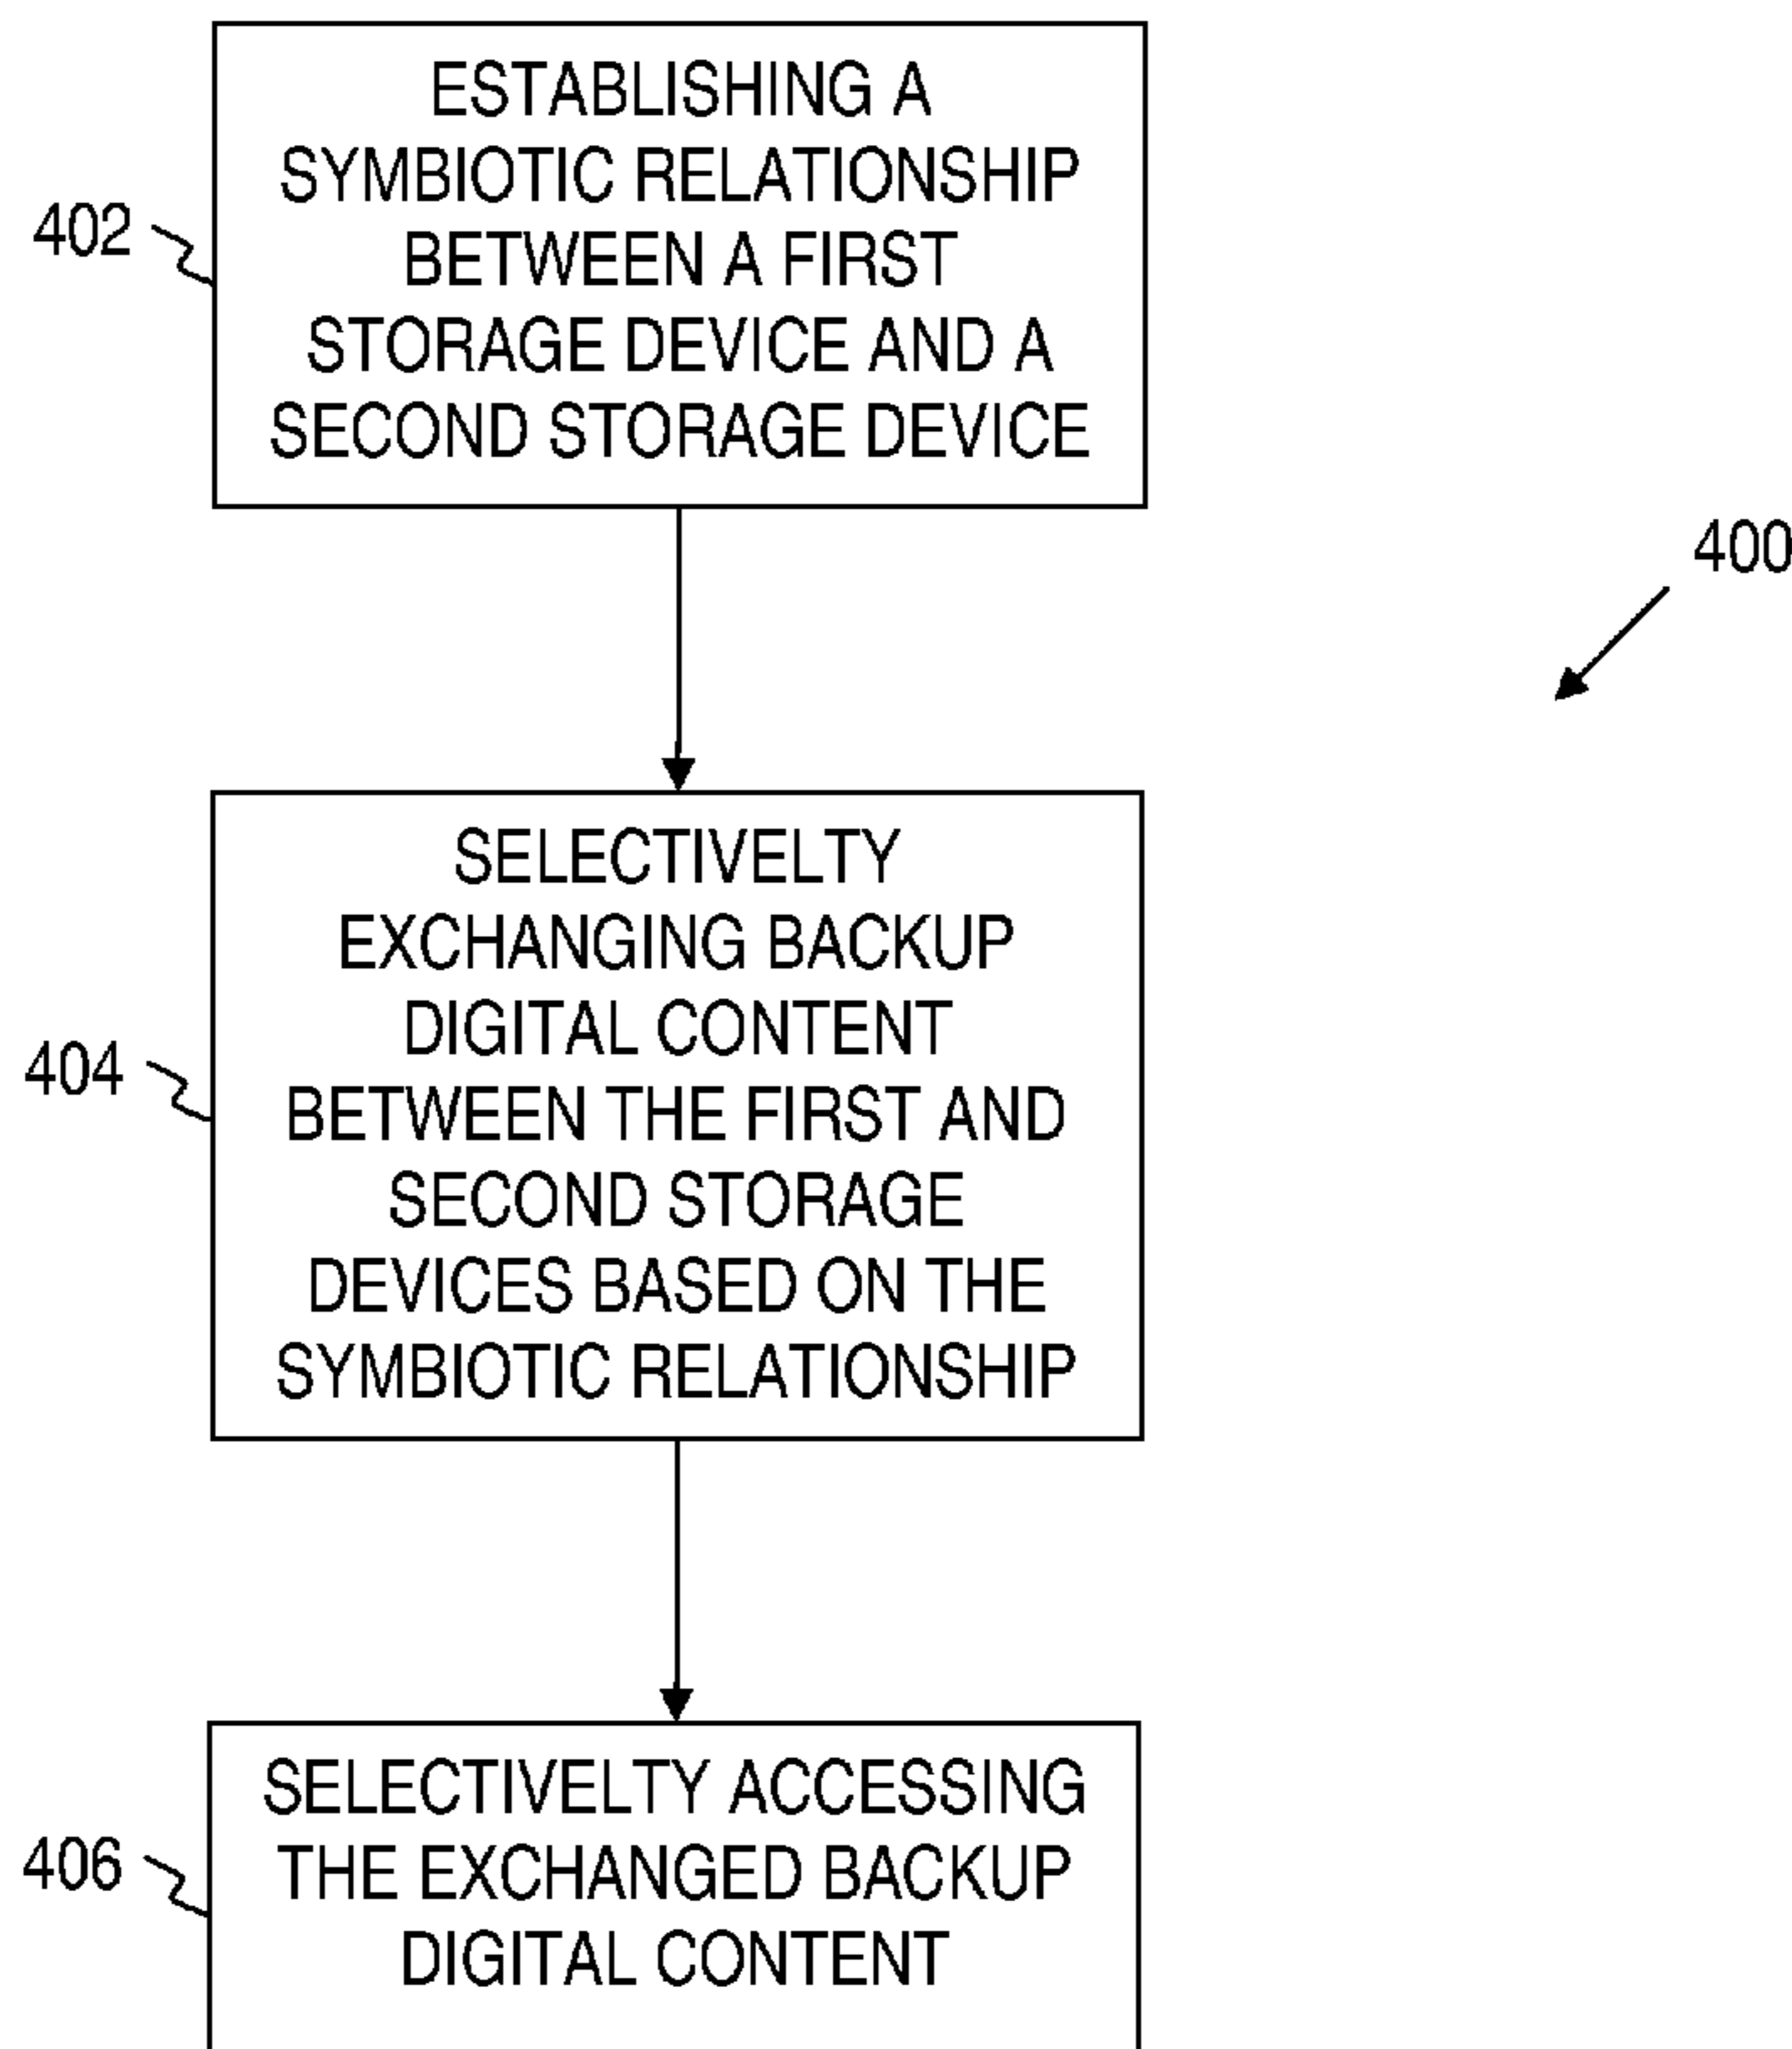 ESTABLISHING A
SYMBIOTIC RELATIONSHIP
BETWEEN A FIRST
STORAGE DEVICE AND A
SECOND STORAGE DEVICE
402
400
SELECTIVELTY
EXCHANGING BACKUP
DIGITAL CONTENT
BETWEEN THE FIRST AND
SECOND STORAGE
DEVICES BASED ON THE
SYMBIOTIC RELATIONSHIP
404
SELECTIVELTY ACCESSING
THE EXCHANGED BACKUP
DIGITAL CONTENT
406